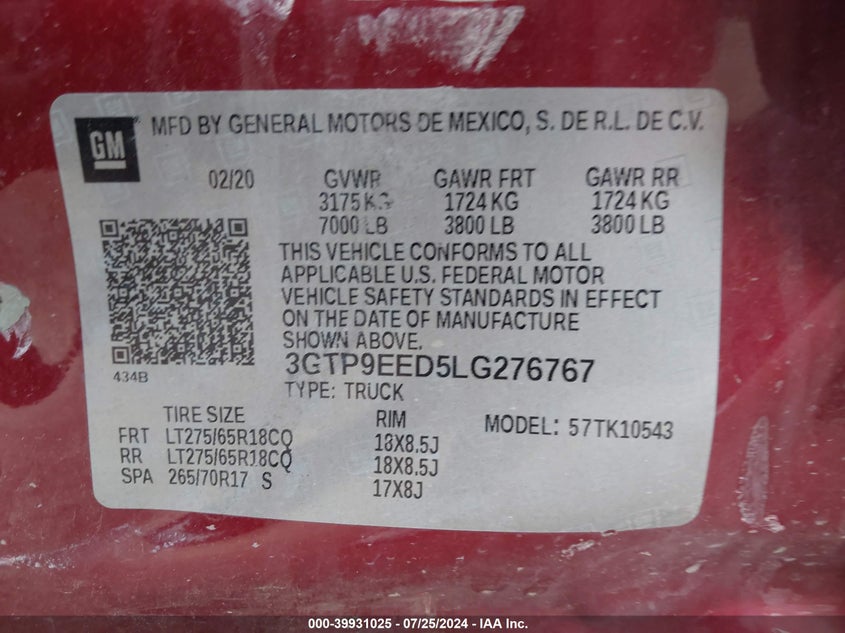 GM MFD BY GENERAL MOTORS DE MEXICO, S. DE R.L. DE C.V.
02/20 GVWR GAWR FRT GAWR RR
3175 KG 1724 KG 1724 KG
7000 LB 3800 LB 3800 LB
THIS VEHICLE CONFORMS TO ALL
APPLICABLE U.S. FEDERAL MOTOR
VEHICLE SAFETY STANDARDS IN EFFECT
ON THE DATE OF MANUFACTURE
SHOWN ABOVE.
3GTP9EED5LG276767
434B
TYPE: TRUCK
TIRE SIZE RIM MODEL: 57TK10543
FRT LT275/65R18CQ 18X8.5J
RR LT275/65R18CQ 18X8.5J
SPA 265/70R17 S 17X8J
000-39931025 - 07/25/2024 - IAA Inc.